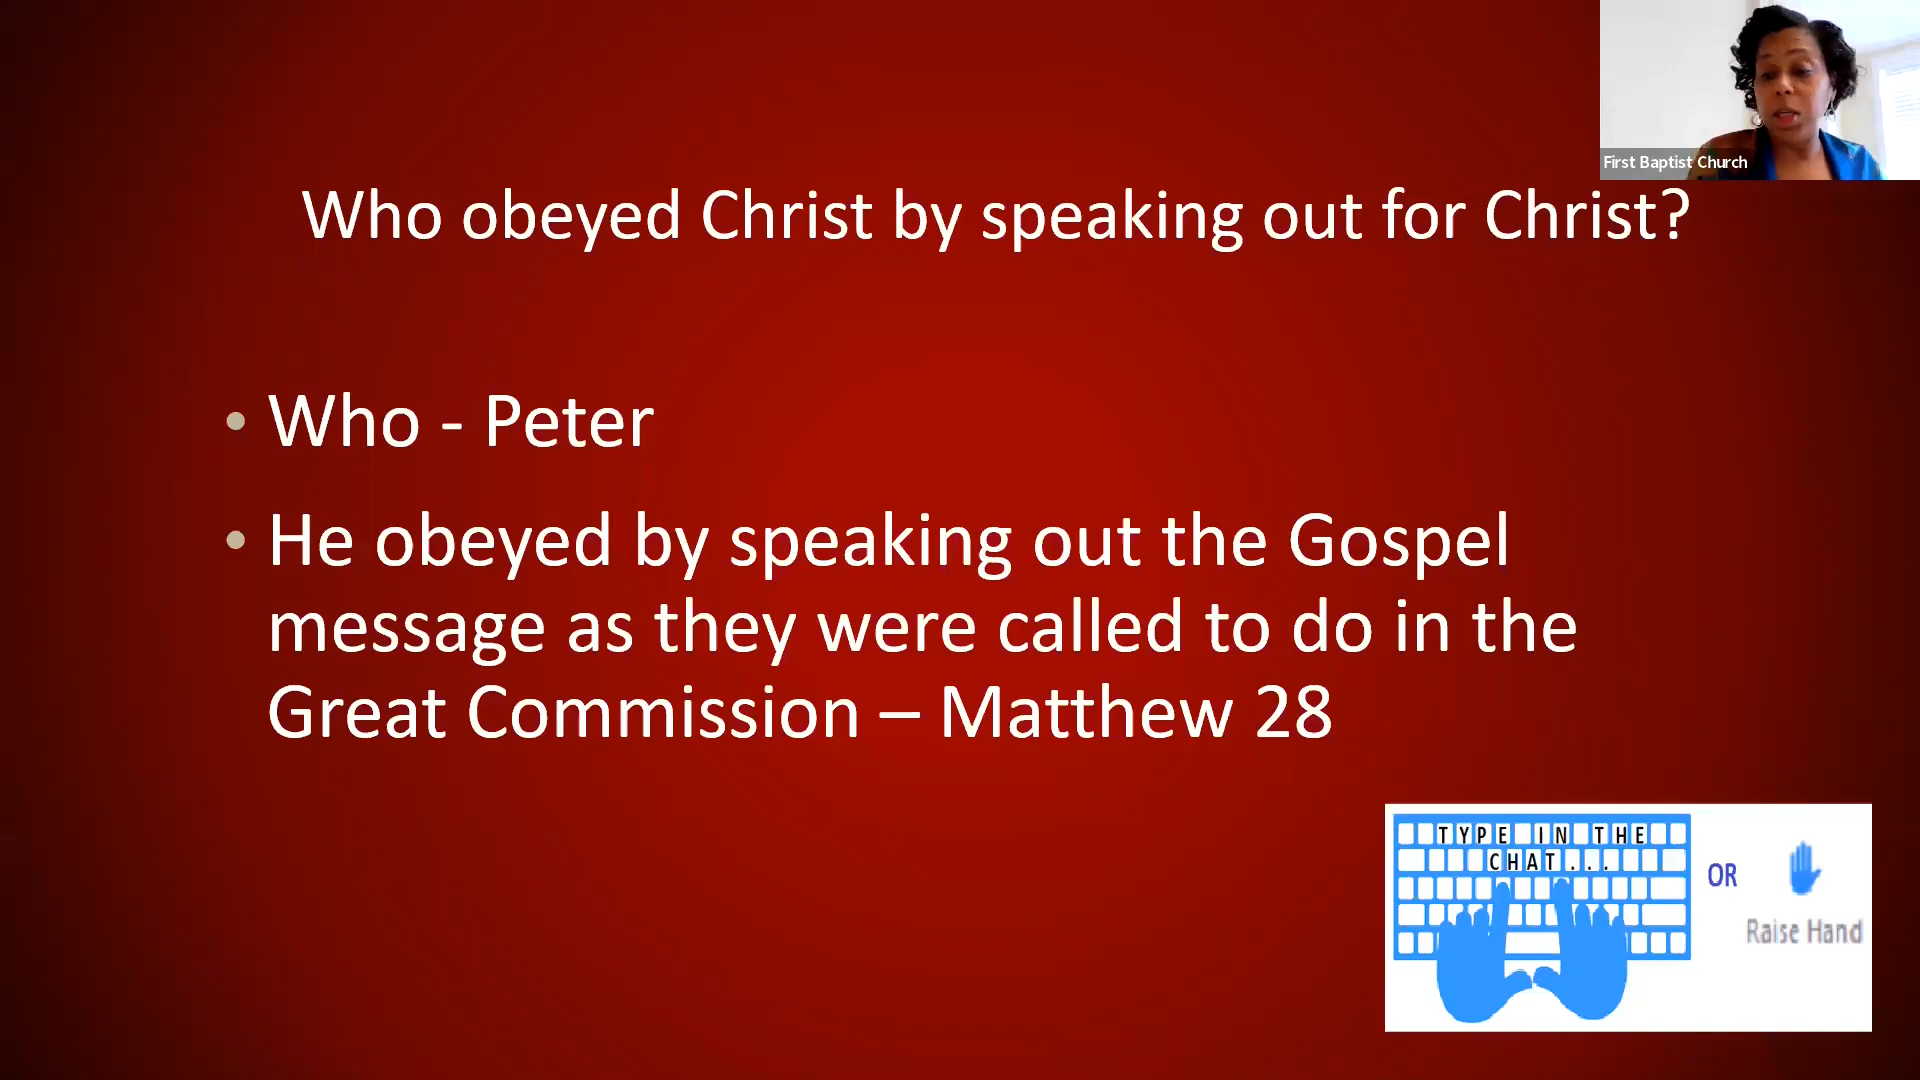 First Baptist Church
Who obeyed Christ by speaking out for Christ?
• Who - Peter
• He obeyed by speaking out the Gospel
message as they were called to do in the
Great Commission – Matthew 28
TYPE IN THE
CHAT...
OR
Raise Hand